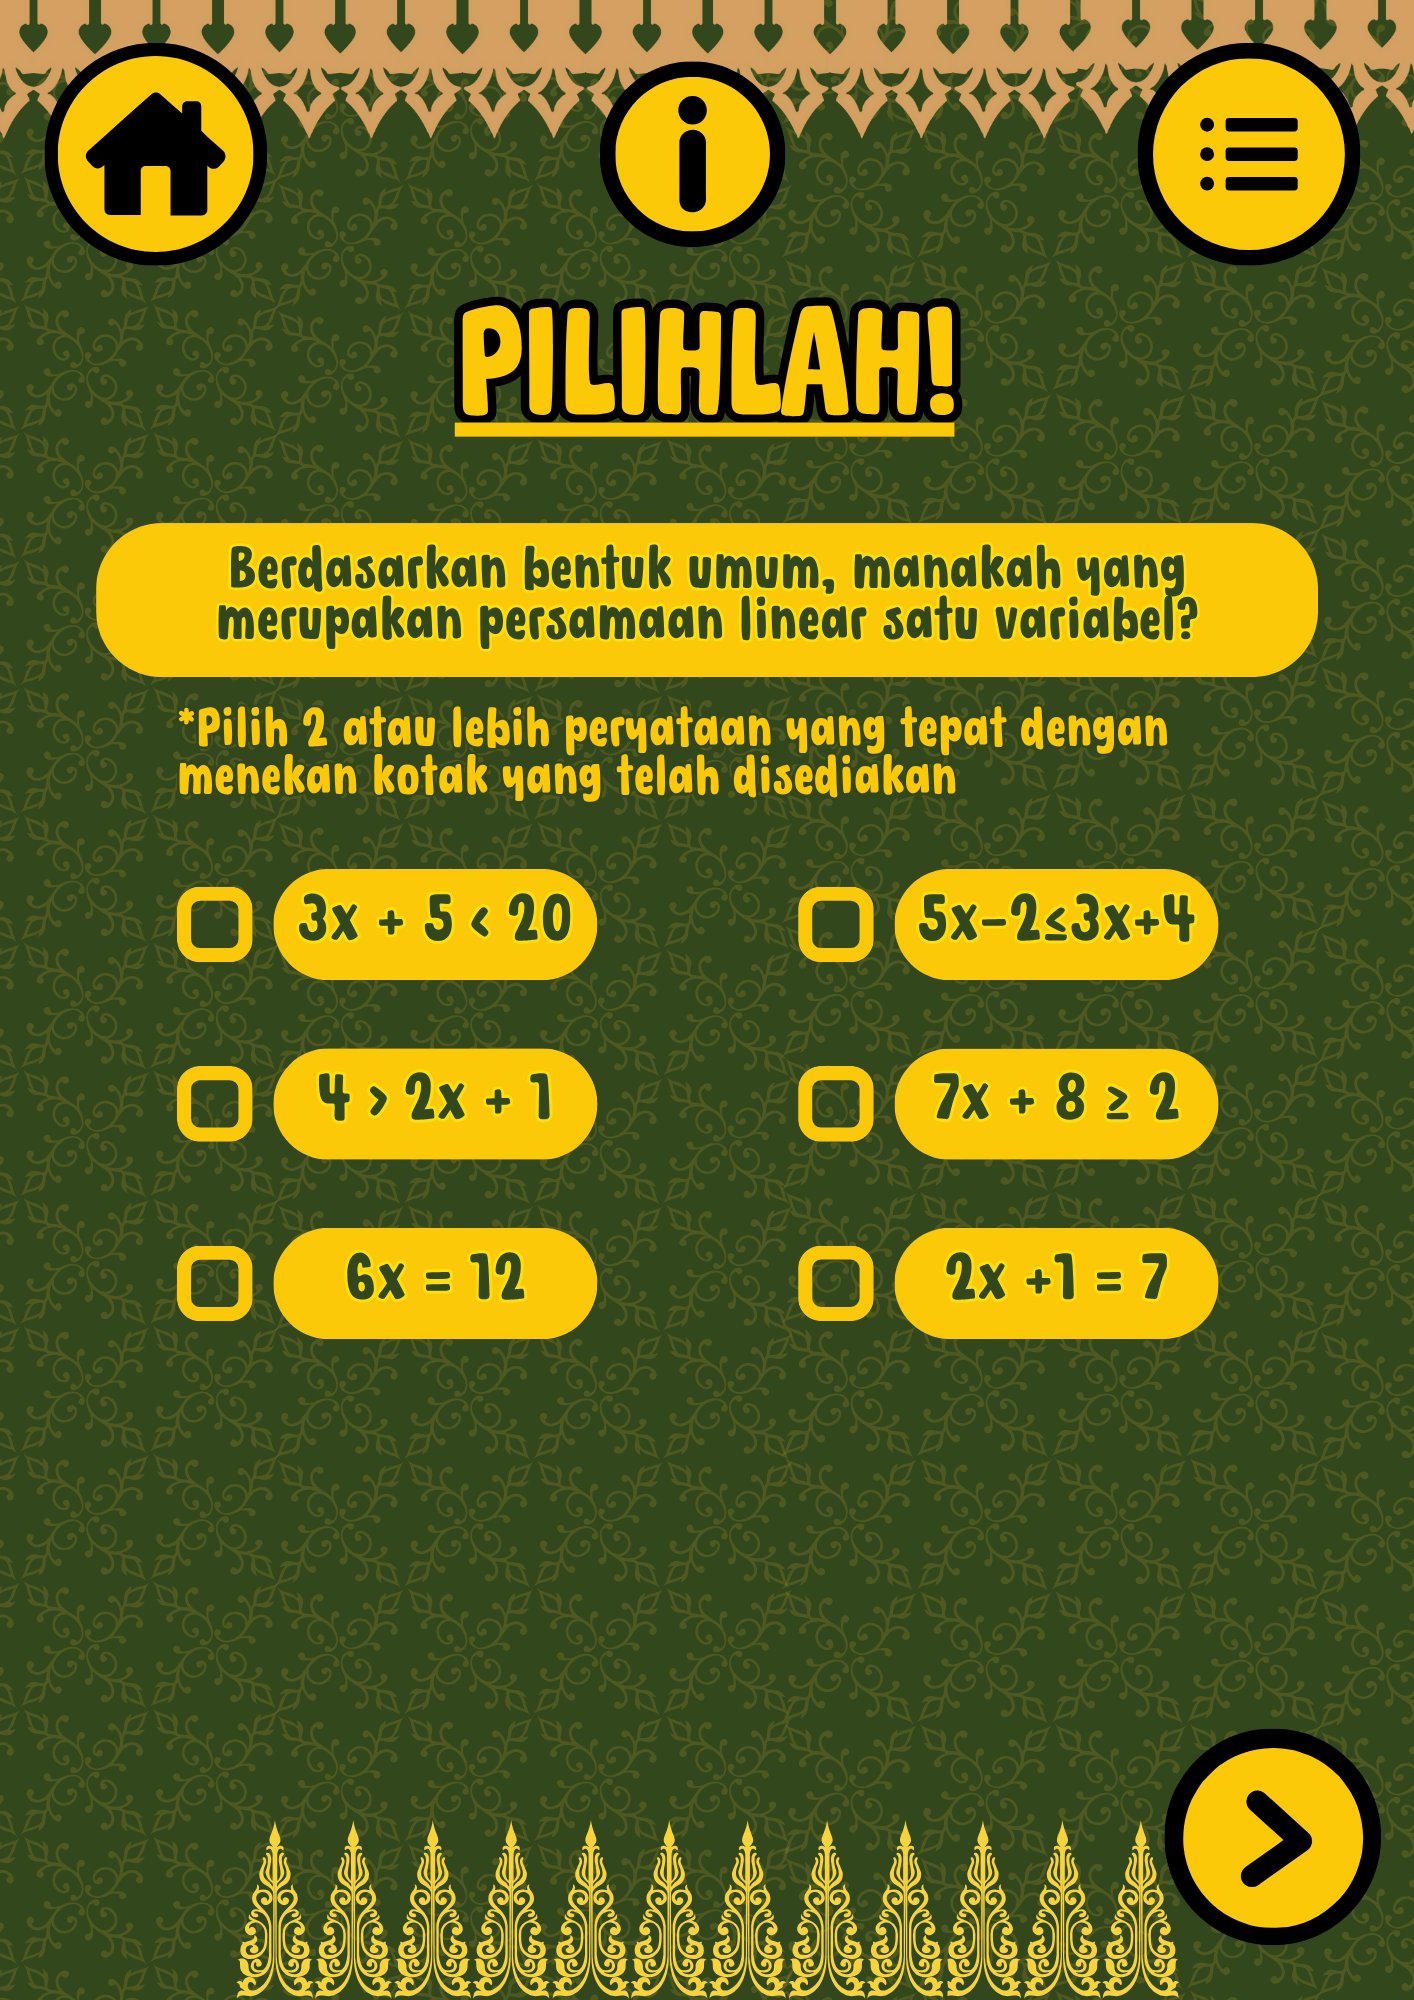 PILIHLAH!
Berdasarkan bentuk umum, manakah yang
merupakan persamaan linear satu variabel?
*Pilih 2 atau lebih peryataan yang tepat dengan
menekan kotak yang telah disediakan
3x + 5 < 20
5x-2≤3x+4
4 > 2x + 1
7x + 8 ≥ 2
6x = 12
2x +1 = 7